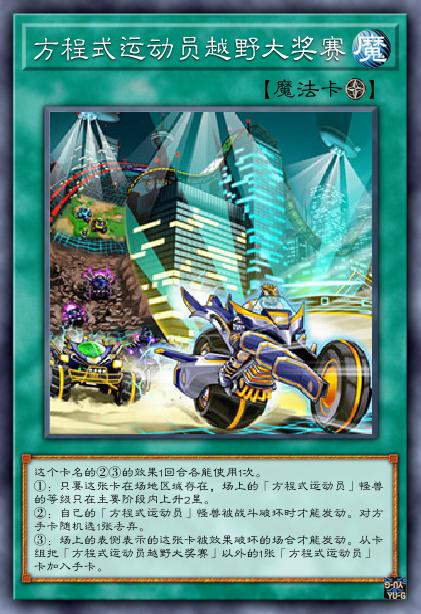 方程式运动员越野大奖赛 魔
【魔法卡】
这个卡名的②③的效果1回合各能使用1次。
①：只要这张卡在场地区域存在，场上的「方程式运动员」怪兽
的等级只在主要阶段内上升2星。
②：自己的「方程式运动员」怪兽被战斗破坏时才能发动。对方
手卡随机选1张丢弃。
③：场上的表侧表示的这张卡被效果破坏的场合才能发动。从卡
组把「方程式运动员越野大奖赛」以外的1张「方程式运动员」
卡加入手卡。